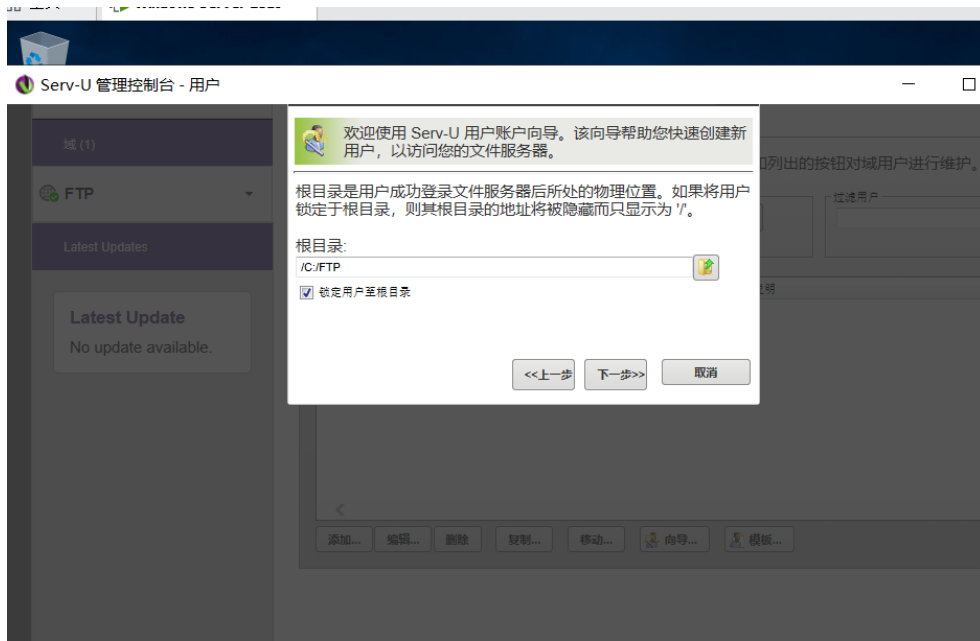 Serv-U 管理控制台 - 用户
域 (1)
FTP
Latest Updates
Latest Update
No update available.
欢迎使用 Serv-U 用户账户向导。该向导帮助您快速创建新
用户，以访问您的文件服务器。
根目录是用户成功登录文件服务器后所处的物理位置。如果将用户
锁定于根目录，则其根目录的地址将被隐藏而只显示为 '/'。
根目录:
/C:/FTP
锁定用户至根目录
<<上一步
下一步>>
取消
列出的按钮对域用户进行维护。
过滤用户
明
添加...
编辑...
删除
复制...
移动...
向导...
模板...